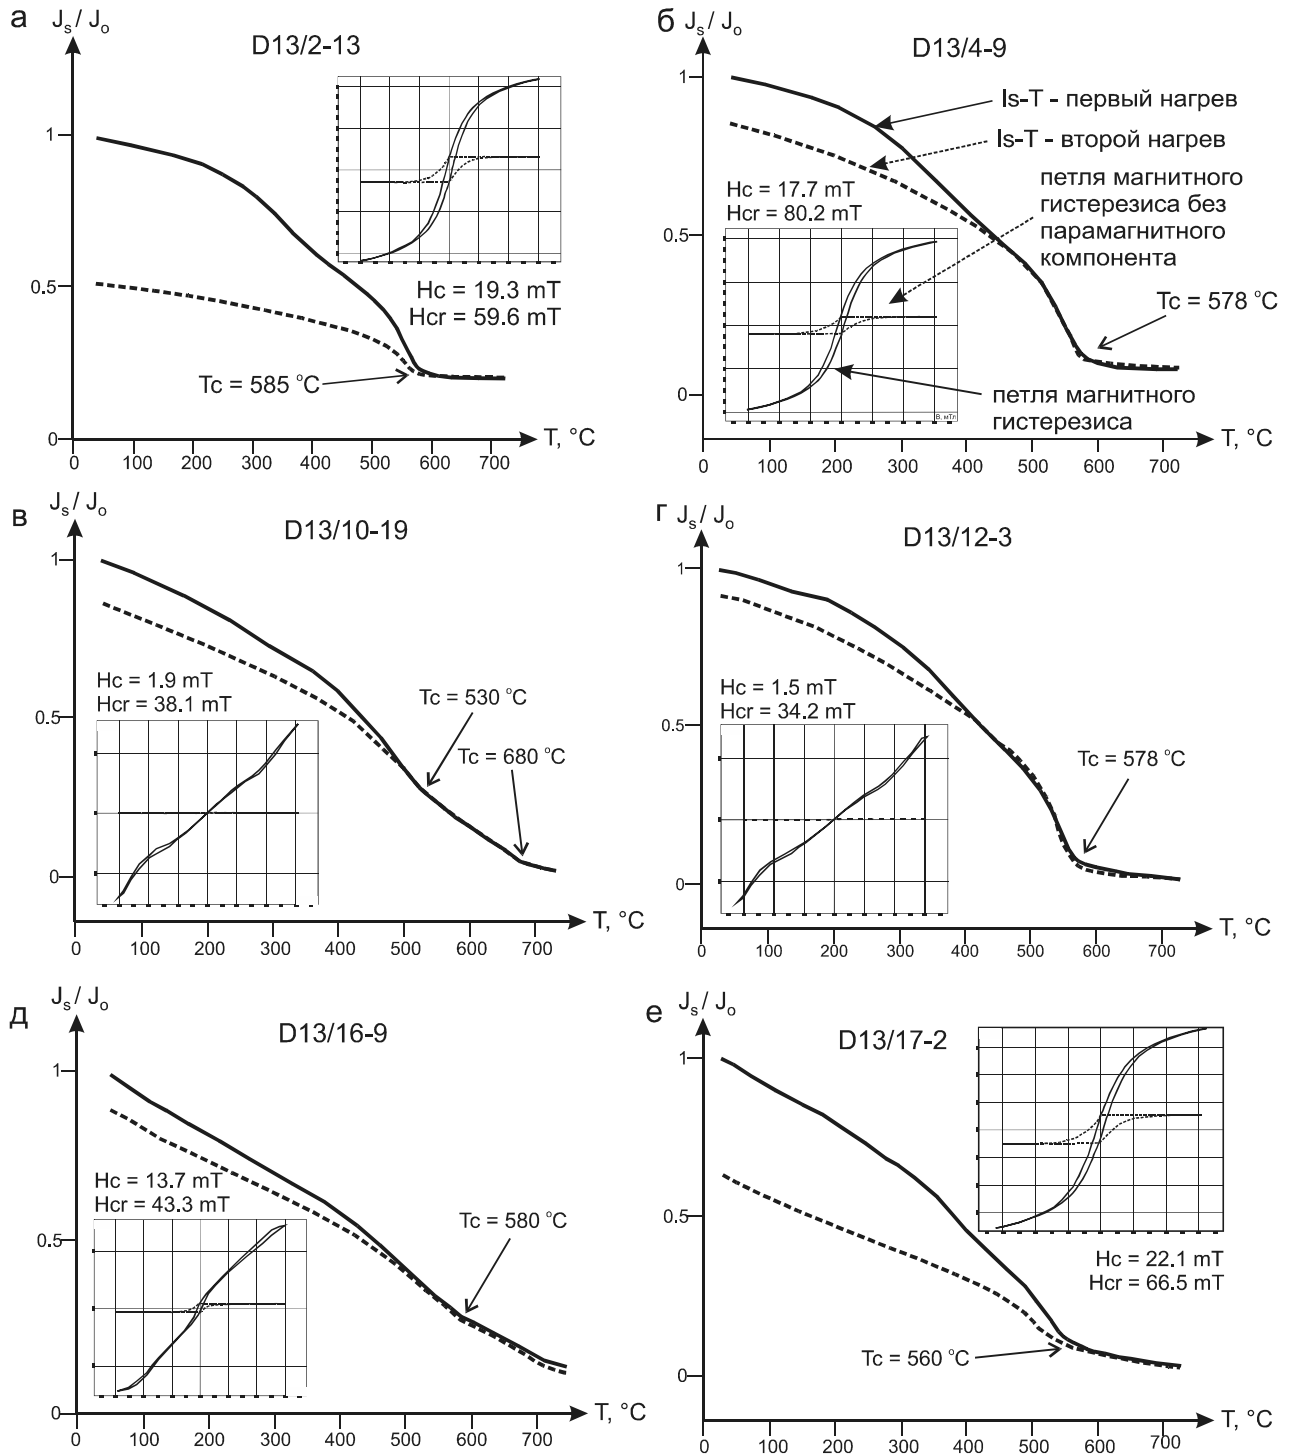 а
Js / Jo
D13/2-13
1
0.5
0
Hc = 19.3 mT
Hcr = 59.6 mT
Tc = 585 °C
T, °C
0 100 200 300 400 500 600 700
б
Js / Jo
D13/4-9
1
0.5
0
Is-T - первый нагрев
Is-T - второй нагрев
петля магнитного
гистерезиса без
парамагнитного
компонента
Hc = 17.7 mT
Hcr = 80.2 mT
B, мТл
Tc = 578 °C
петля магнитного
гистерезиса
T, °C
0 100 200 300 400 500 600 700
в
Js / Jo
D13/10-19
1
0.5
0
Hc = 1.9 mT
Hcr = 38.1 mT
Tc = 530 °C
Tc = 680 °C
T, °C
0 100 200 300 400 500 600 700
г
Js / Jo
D13/12-3
1
0.5
0
Hc = 1.5 mT
Hcr = 34.2 mT
Tc = 578 °C
T, °C
0 100 200 300 400 500 600 700
д
Js / Jo
D13/16-9
1
0.5
0
Hc = 13.7 mT
Hcr = 43.3 mT
Tc = 580 °C
T, °C
0 100 200 300 400 500 600 700
е
Js / Jo
D13/17-2
1
0.5
0
Hc = 22.1 mT
Hcr = 66.5 mT
Tc = 560 °C
T, °C
0 100 200 300 400 500 600 700